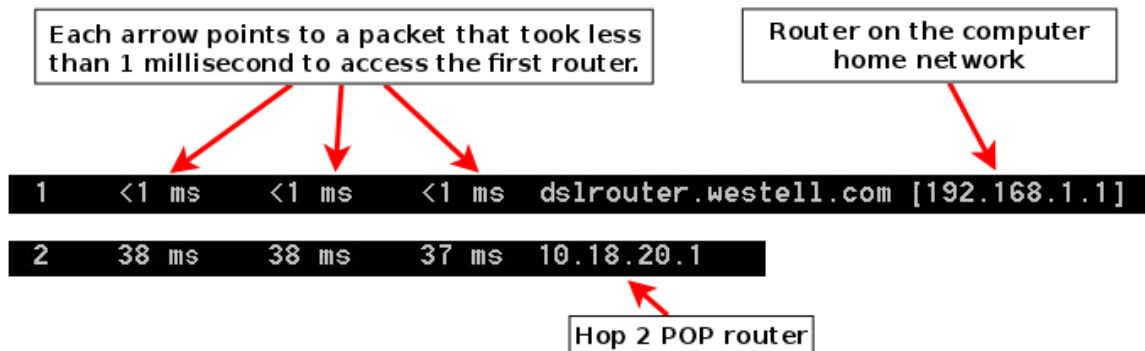 Each arrow points to a packet that took less
than 1 millisecond to access the first router.
Router on the computer
home network
1 <1 ms <1 ms <1 ms dslrouter.westell.com [192.168.1.1]
2 38 ms 38 ms 37 ms 10.18.20.1
Hop 2 POP router